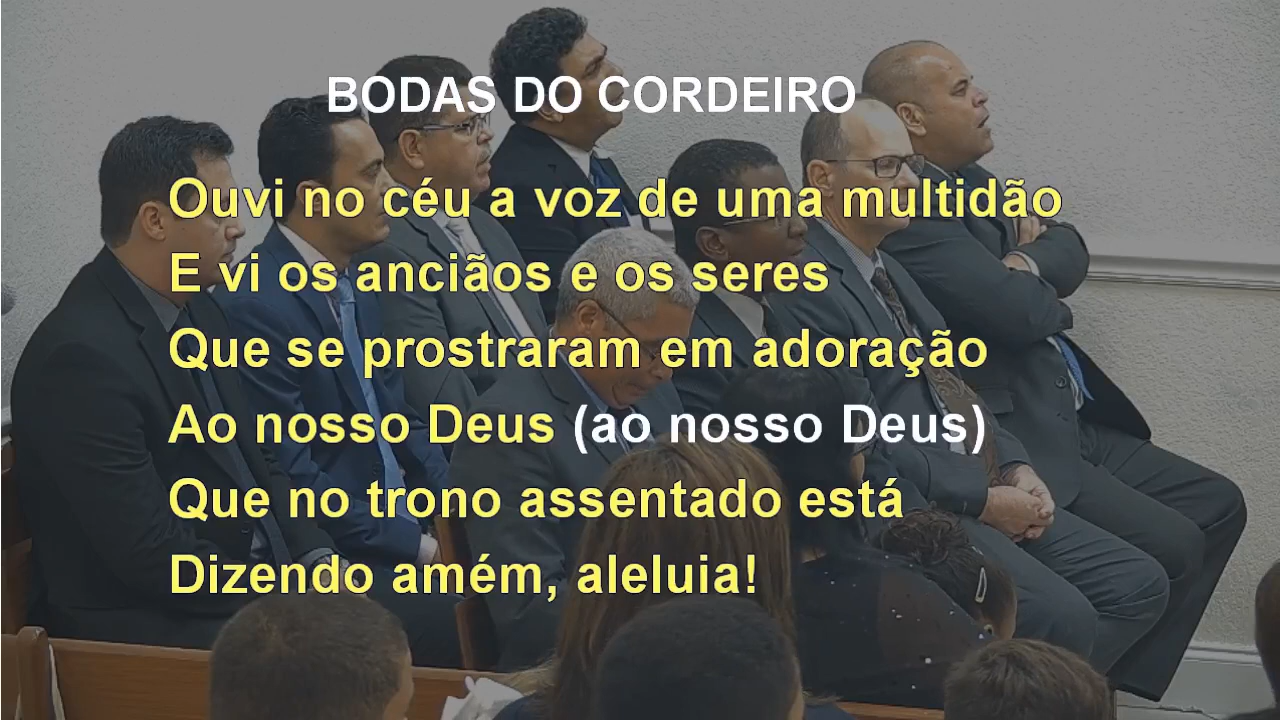 BODAS DO CORDEIRO
Ouvi no céu a voz de uma multidão
E vi os anciãos e os seres
Que se prostraram em adoração
Ao nosso Deus (ao nosso Deus)
Que no trono assentado está
Dizendo amém, aleluia!